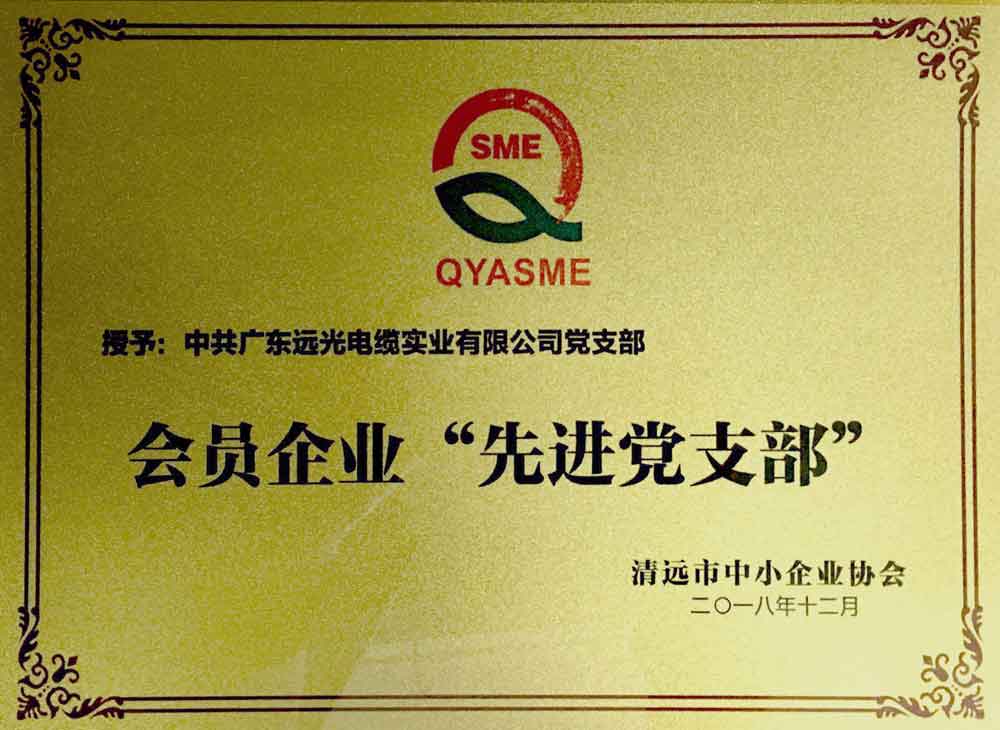 SME
QYASME
授予：中共广东远光电缆实业有限公司党支部
会员企业“先进党支部”
清远市中小企业协会
二〇一八年十二月